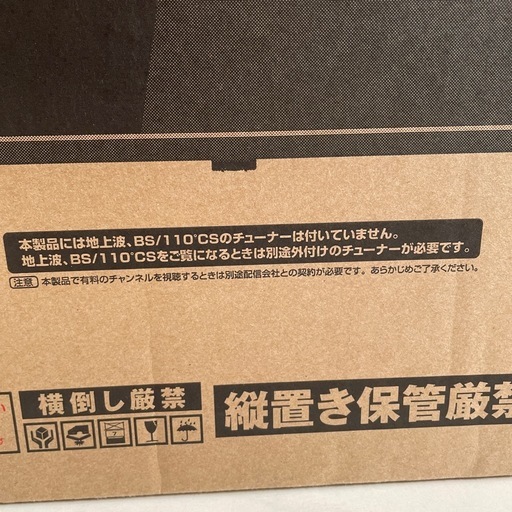 本製品には地上波、BS/110°CSのチューナーは付いていません。
地上波、BS/110°CSをご覧になるときは別途外付けのチューナーが必要です。
注意 本製品で有料のチャンネルを視聴するときは別途配信会社との契約が必要です。あらかじめご了承ください。
横倒し厳禁
縦置き保管厳禁